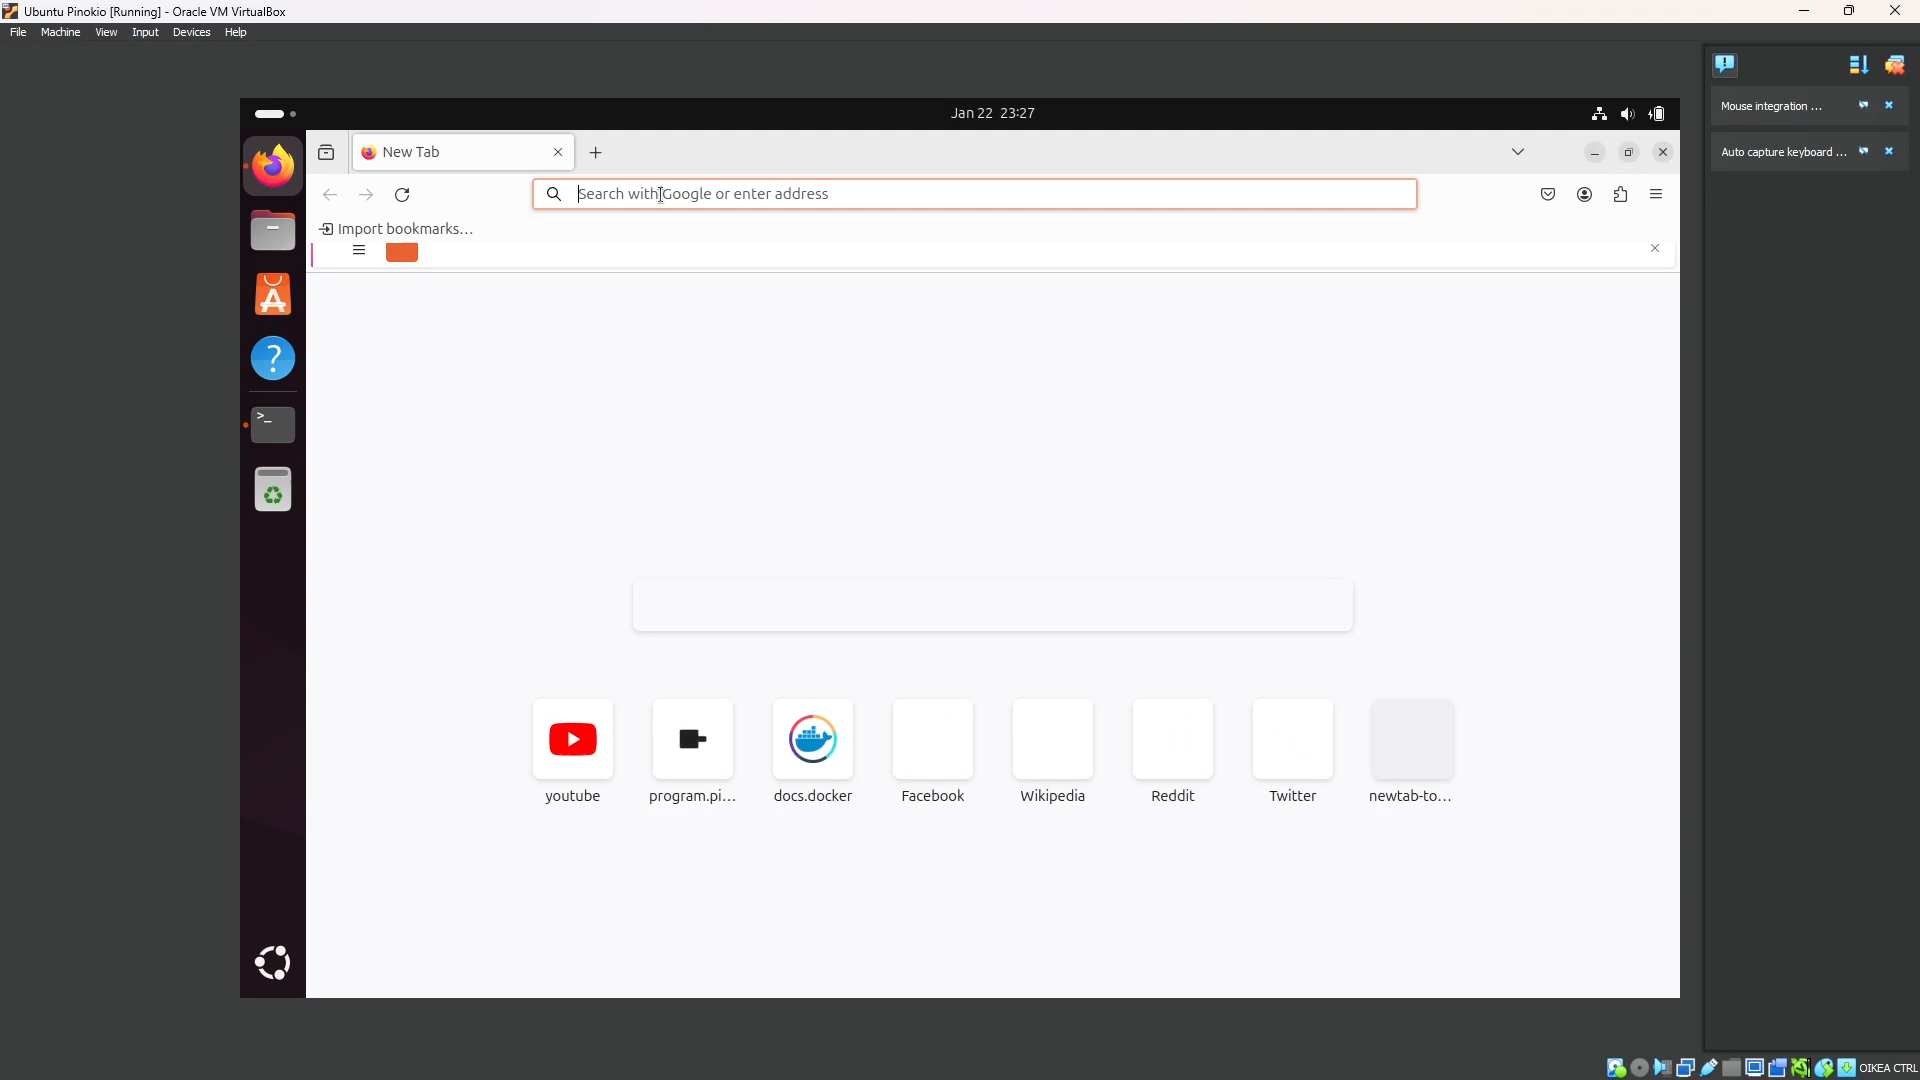 Ubuntu Pinokio [Running] - Oracle VM VirtualBox
File Machine View Input Devices Help
Mouse integration ...
Auto capture keyboard ...
Jan 22 23:27
New Tab
Search with Google or enter address
Import bookmarks...
youtube
program.pi...
docs.docker
Facebook
Wikipedia
Reddit
Twitter
newtab-to...
OIKEA CTRL